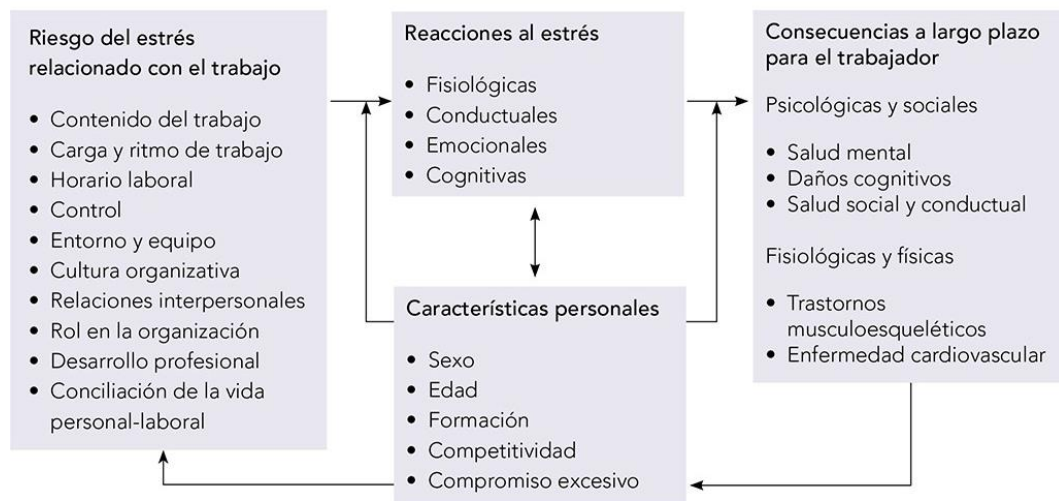 Riesgo del estrés
relacionado con el trabajo
• Contenido del trabajo
• Carga y ritmo de trabajo
• Horario laboral
• Control
• Entorno y equipo
• Cultura organizativa
• Relaciones interpersonales
• Rol en la organización
• Desarrollo profesional
• Conciliación de la vida
personal-laboral
Reacciones al estrés
• Fisiológicas
• Conductuales
• Emocionales
• Cognitivas
Características personales
• Sexo
• Edad
• Formación
• Competitividad
• Compromiso excesivo
Consecuencias a largo plazo
para el trabajador
Psicológicas y sociales
• Salud mental
• Daños cognitivos
• Salud social y conductual
Fisiológicas y físicas
• Trastornos
musculoesqueléticos
• Enfermedad cardiovascular